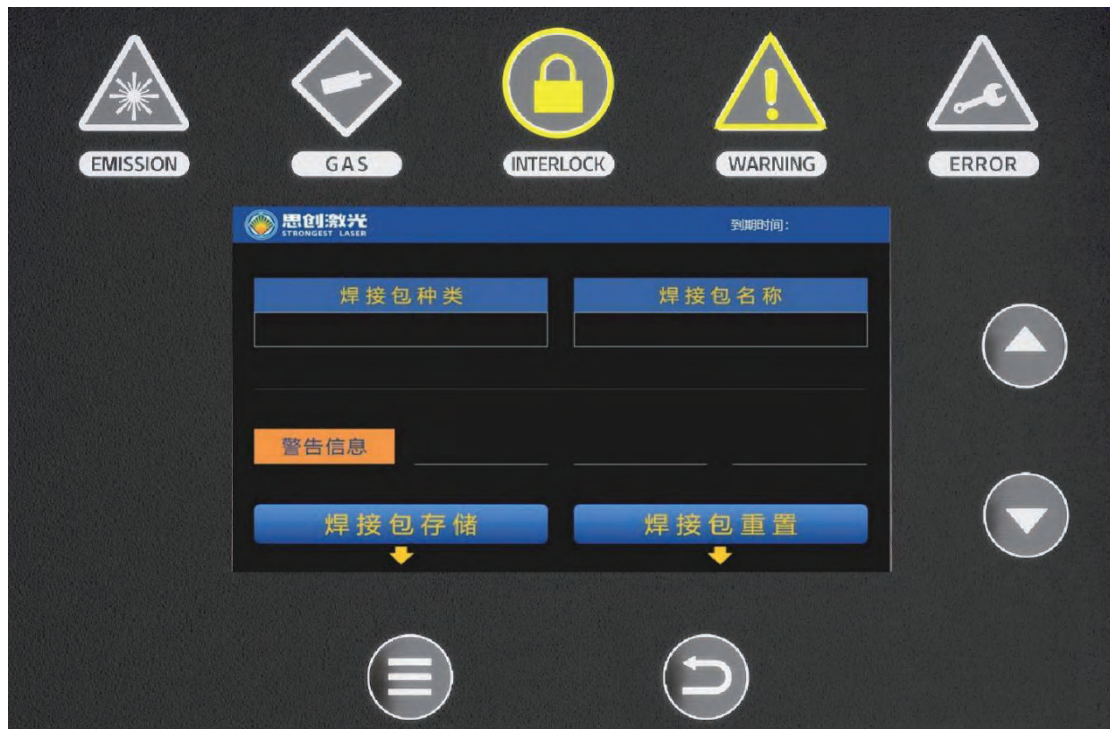 EMISSION
GAS
INTERLOCK
WARNING
ERROR
思创激光
STRONGEST LASER
到期时间:
焊接包种类
焊接包名称
警告信息
焊接包存储
焊接包重置